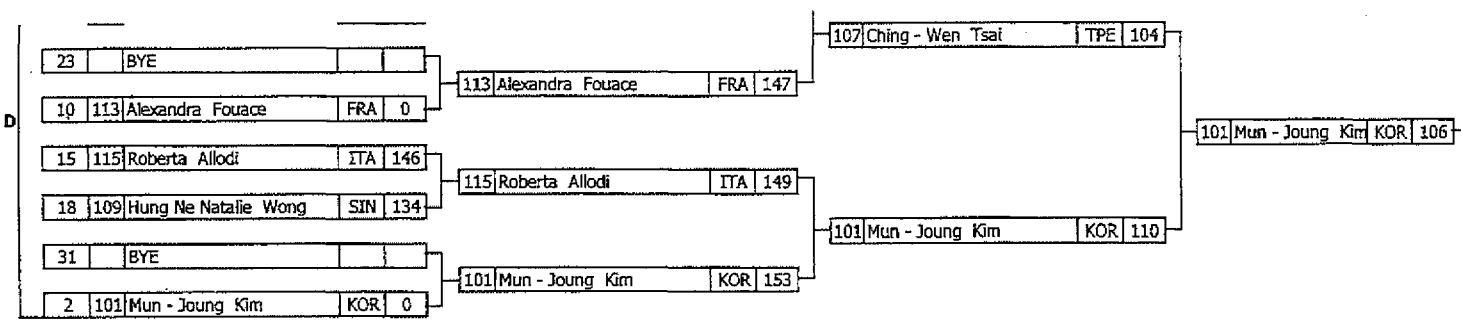 107 Ching - Wen Tsai TPE 104
23 BYE
113 Alexandra Fouace FRA 147
10 113 Alexandra Fouace FRA 0
D
101 Mun - Joung Kim KOR 106
15 115 Roberta Allodi ITA 146
115 Roberta Allodi ITA 149
18 109 Hung Ne Natalie Wong SIN 134
101 Mun - Joung Kim KOR 110
31 BYE
101 Mun - Joung Kim KOR 153
2 101 Mun - Joung Kim KOR 0